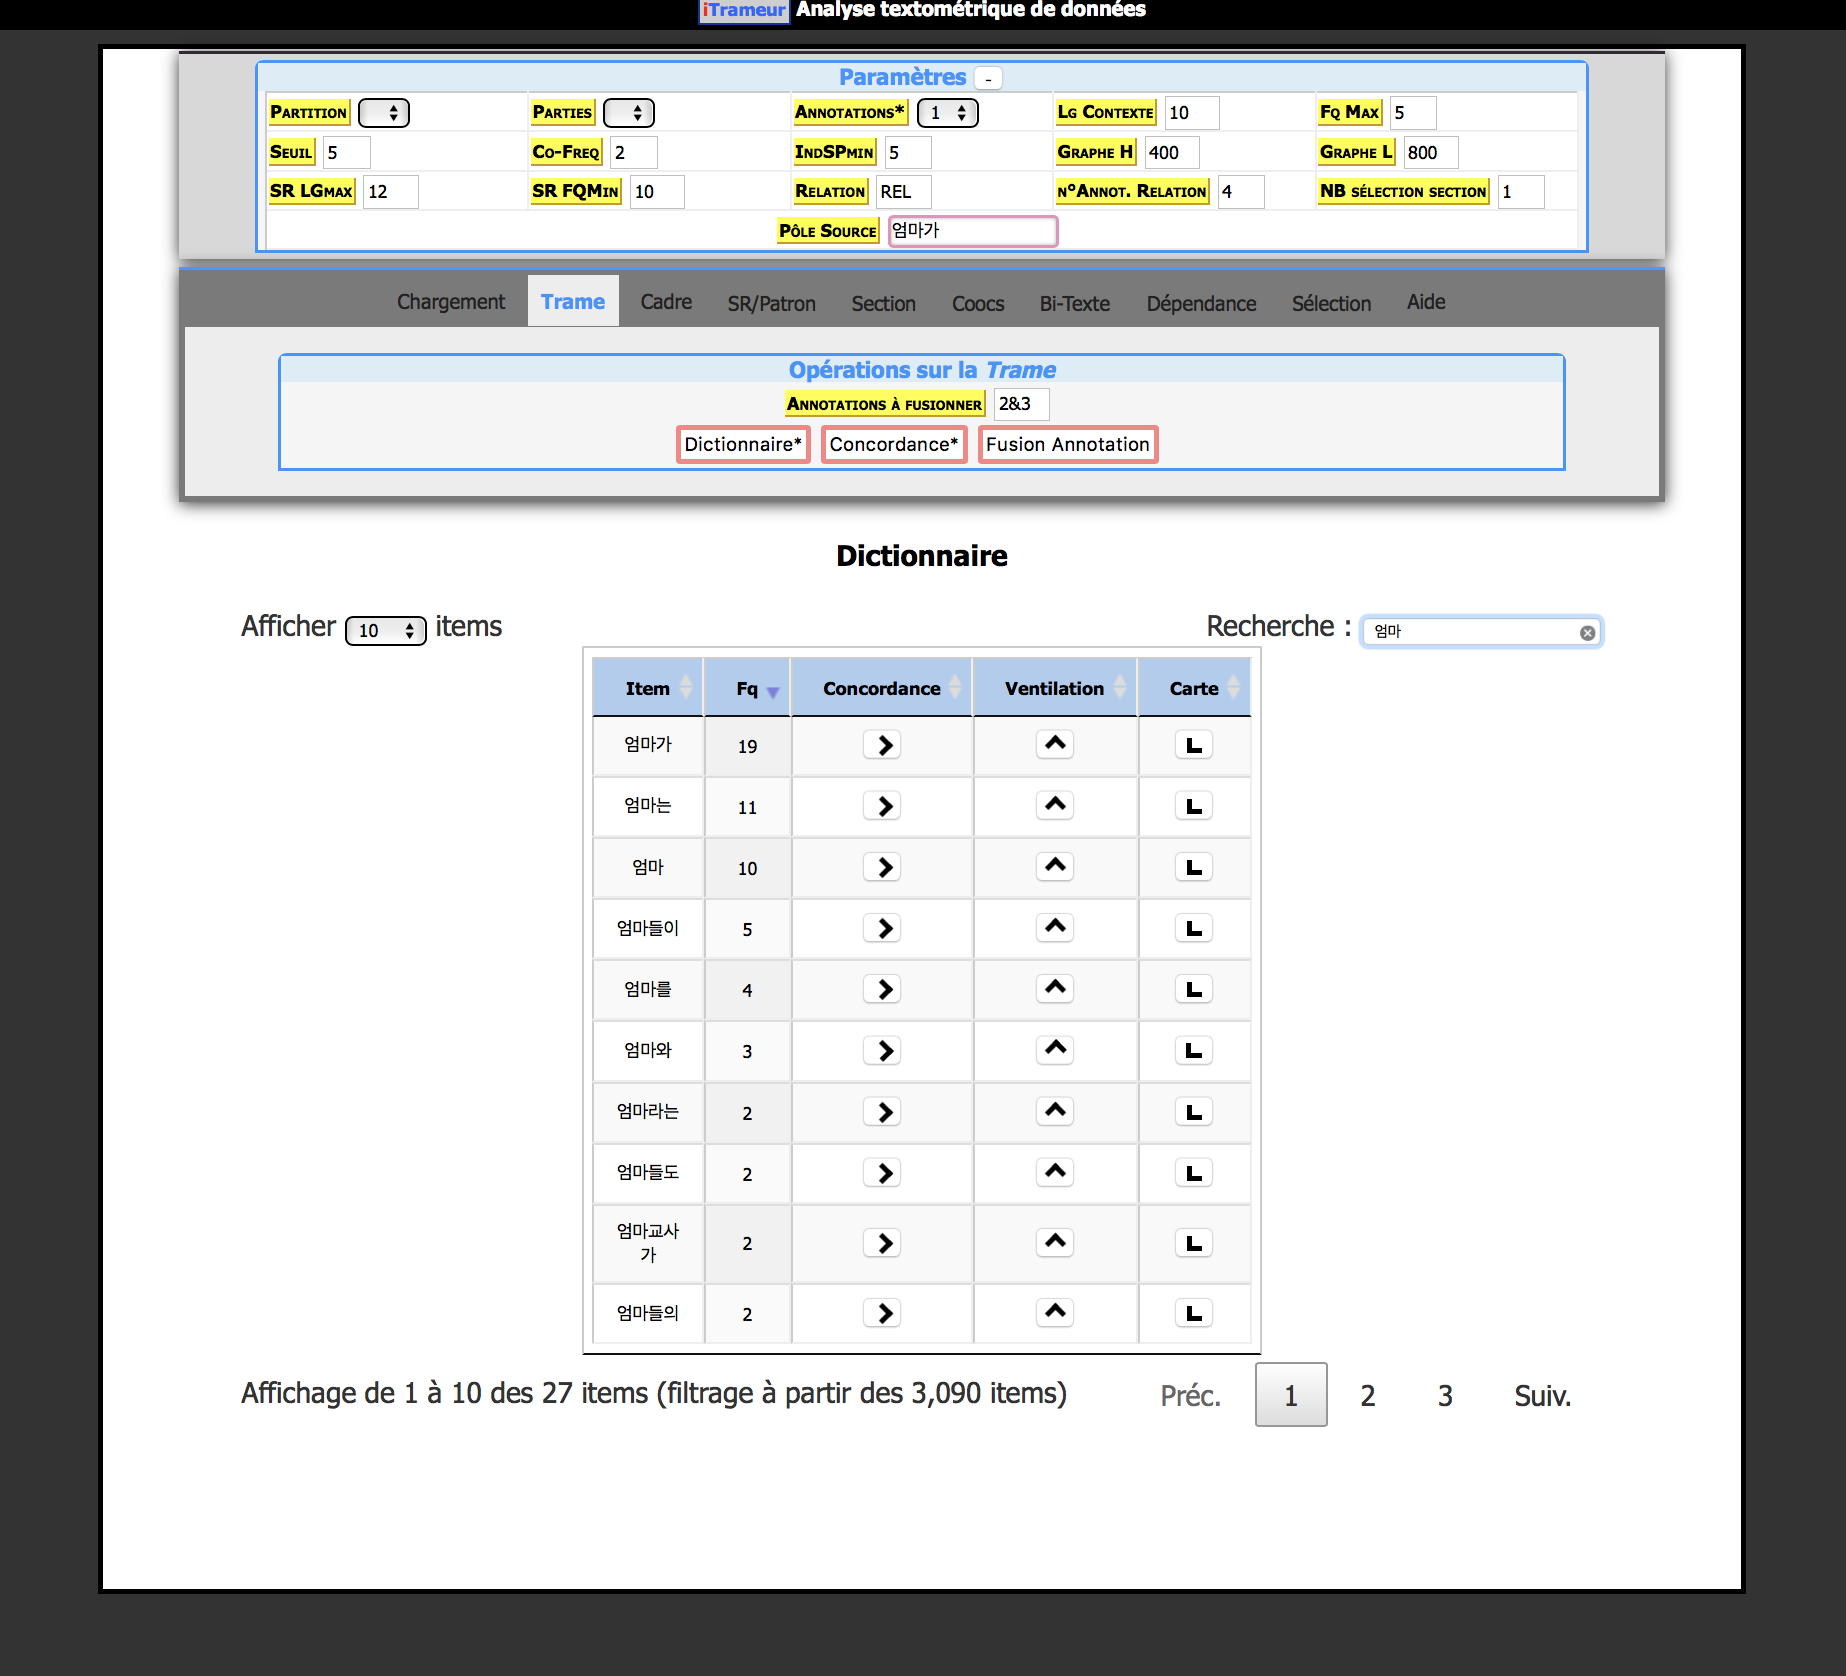 iTrameur Analyse textométrique de données
Paramètres -
Partition Parties Annotations* 1 Lg Contexte 10 Fq Max 5
Seuil 5 Co-Freq 2 IndSPmin 5 Graphe H 400 Graphe L 800
SR LGmax 12 SR FQMin 10 Relation REL n°Annot. Relation 4 NB sélection section 1
Pôle Source 엄마가
Chargement Trame Cadre SR/Patron Section Coocs Bi-Texte Dépendance Sélection Aide
Opérations sur la Trame
Annotations à fusionner 2&3
Dictionnaire* Concordance* Fusion Annotation
Dictionnaire
Afficher 10 items Recherche : 엄마
Item Fq Concordance Ventilation Carte
엄마가 19
엄마는 11
엄마 10
엄마들이 5
엄마를 4
엄마와 3
엄마라는 2
엄마들도 2
엄마교사
가 2
엄마들의 2
Affichage de 1 à 10 des 27 items (filtrage à partir des 3,090 items) Préc. 1 2 3 Suiv.